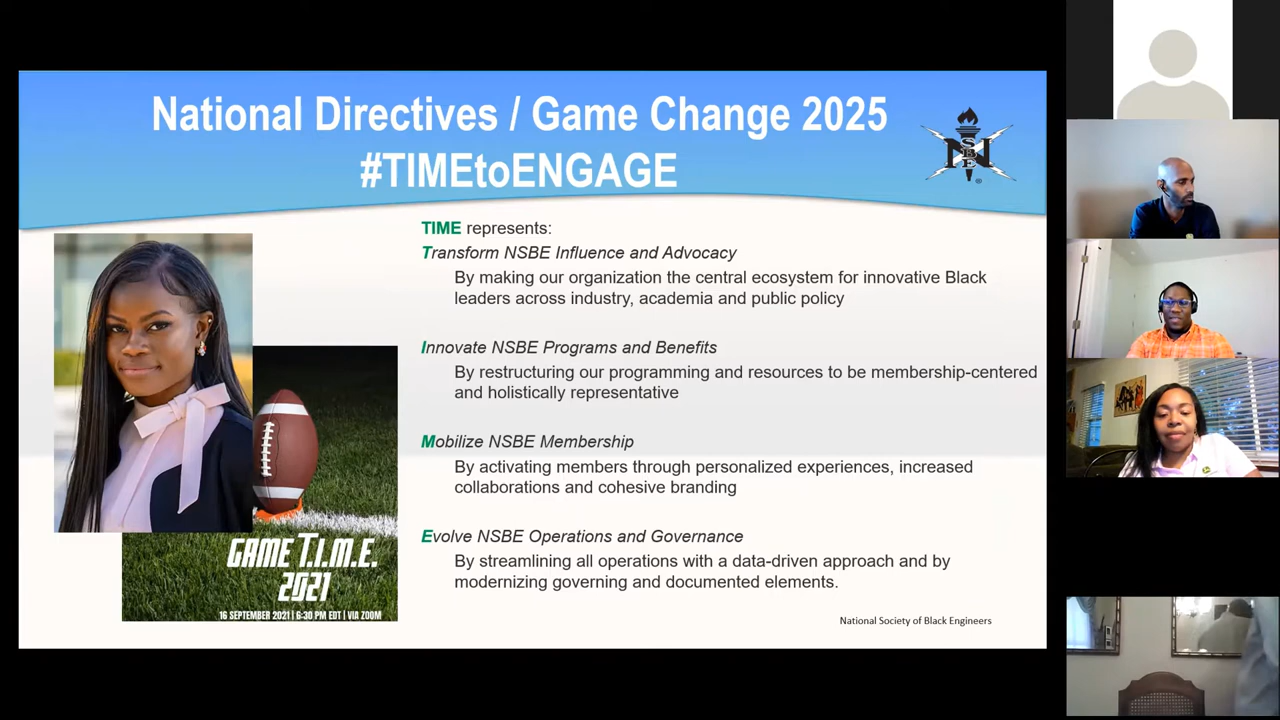 National Directives / Game Change 2025
#TIMEtoENGAGE
NSBE
®
TIME represents:
Transform NSBE Influence and Advocacy
By making our organization the central ecosystem for innovative Black
leaders across industry, academia and public policy
Innovate NSBE Programs and Benefits
By restructuring our programming and resources to be membership-centered
and holistically representative
Mobilize NSBE Membership
By activating members through personalized experiences, increased
collaborations and cohesive branding
Evolve NSBE Operations and Governance
By streamlining all operations with a data-driven approach and by
modernizing governing and documented elements.
GAME T.I.M.E.
2021
16 SEPTEMBER 2021 | 6:30 PM EDT | VIA ZOOM
National Society of Black Engineers